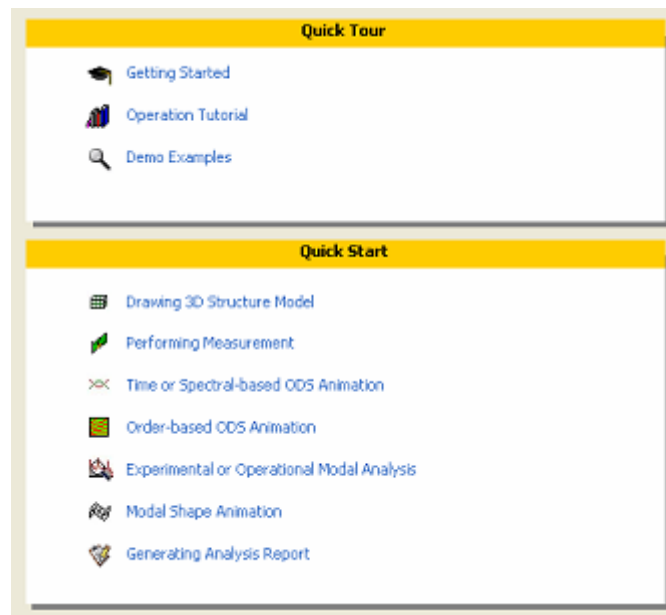 Quick Tour
Getting Started
Operation Tutorial
Demo Examples
Quick Start
Drawing 3D Structure Model
Performing Measurement
Time or Spectral-based ODS Animation
Order-based ODS Animation
Experimental or Operational Modal Analysis
Modal Shape Animation
Generating Analysis Report